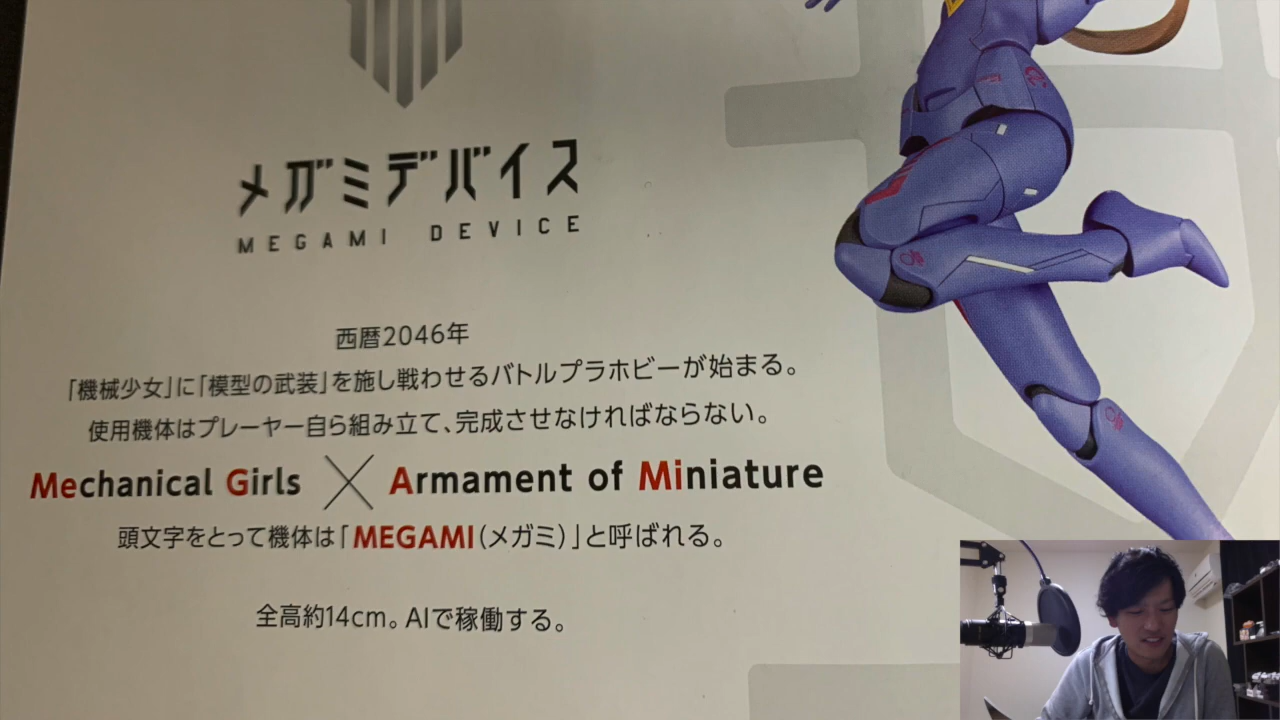 メガミデバイス
MEGAMI DEVICE
西暦2046年
「機械少女」に「模型の武装」を施し戦わせるバトルプラホビーが始まる。
使用機体はプレーヤー自ら組み立て、完成させなければならない。
Mechanical Girls × Armament of Miniature
頭文字をとって機体は「MEGAMI(メガミ)」と呼ばれる。
全高約14cm。AIで稼働する。